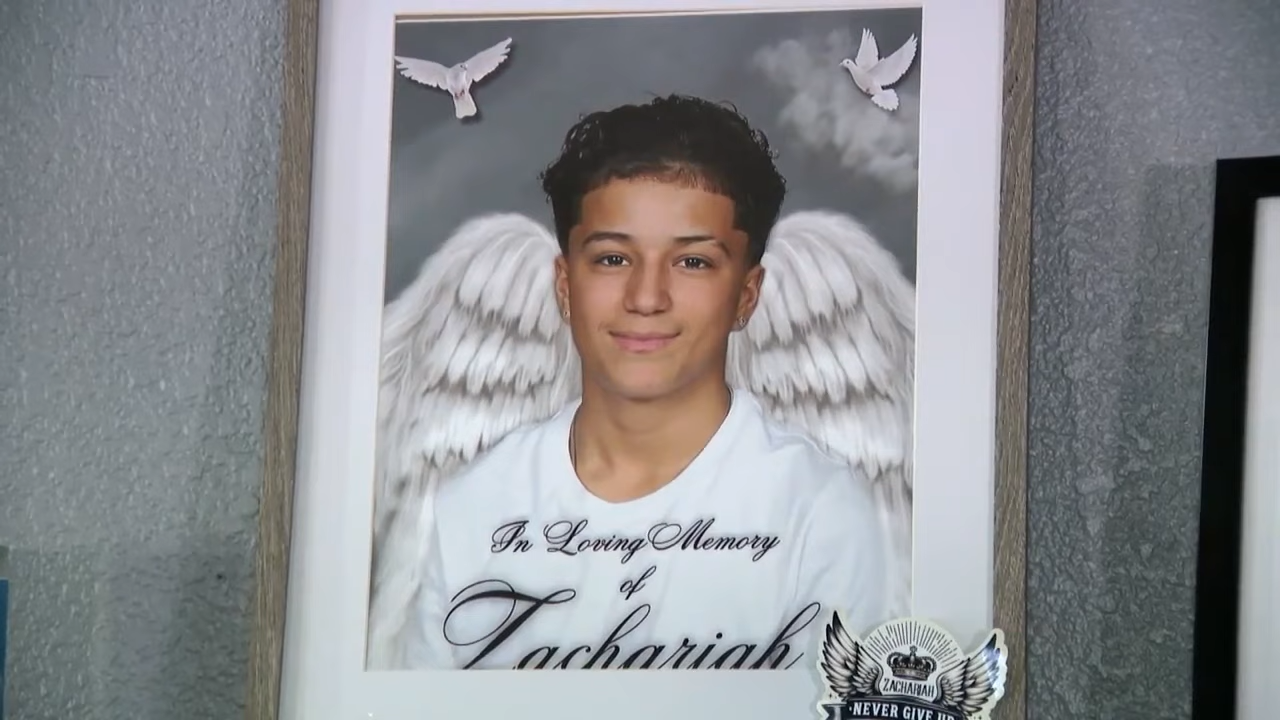 In Loving Memory
of
Zachariah
ZACHARIAH
NEVER GIVE UP